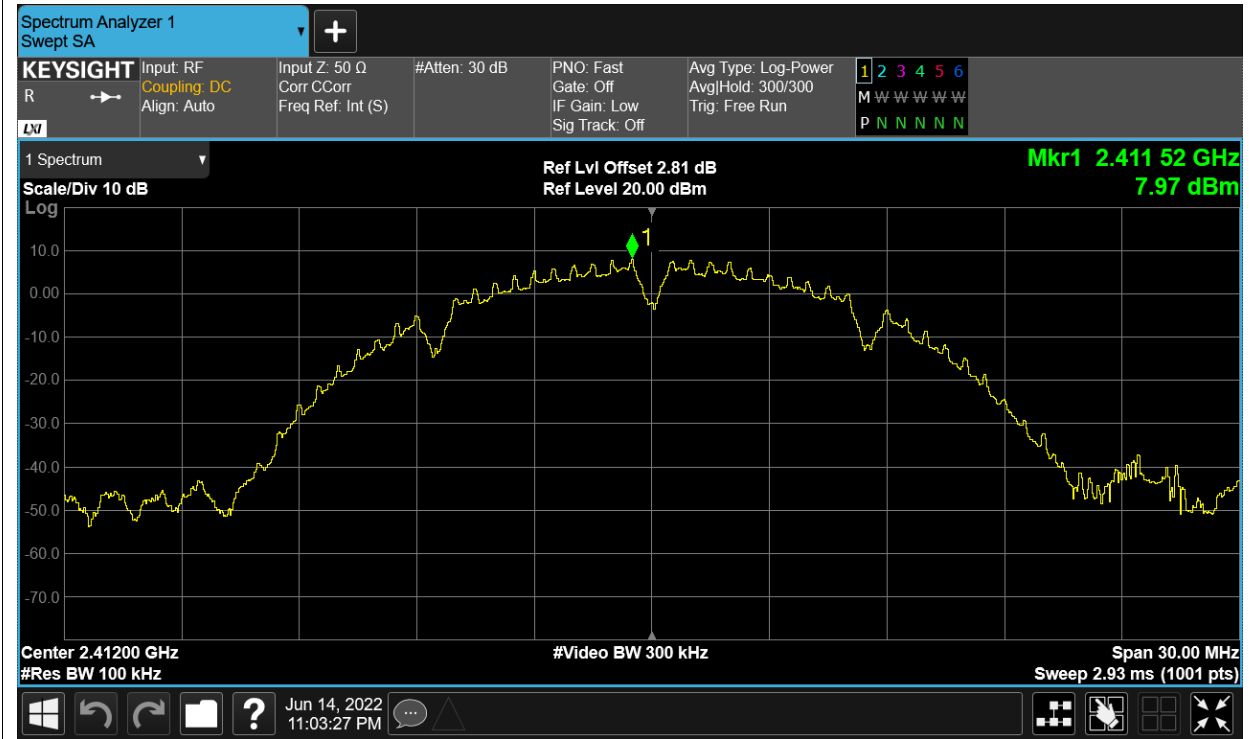 Spectrum Analyzer 1
Swept SA
+
KEYSIGHT
R
LXI
Input: RF
Coupling: DC
Align: Auto
Input Z: 50 Ω
Corr CCorr
Freq Ref: Int (S)
#Atten: 30 dB
PNO: Fast
Gate: Off
IF Gain: Low
Sig Track: Off
Avg Type: Log-Power
Avg|Hold: 300/300
Trig: Free Run
1 2 3 4 5 6
M W W W W W
P N N N N N
1 Spectrum
Scale/Div 10 dB
Log
Ref Lvl Offset 2.81 dB
Ref Level 20.00 dBm
Mkr1 2.411 52 GHz
7.97 dBm
1
10.0
0.00
-10.0
-20.0
-30.0
-40.0
-50.0
-60.0
-70.0
Center 2.41200 GHz
#Video BW 300 kHz
Span 30.00 MHz
#Res BW 100 kHz
Sweep 2.93 ms (1001 pts)
?
Jun 14, 2022
11:03:27 PM